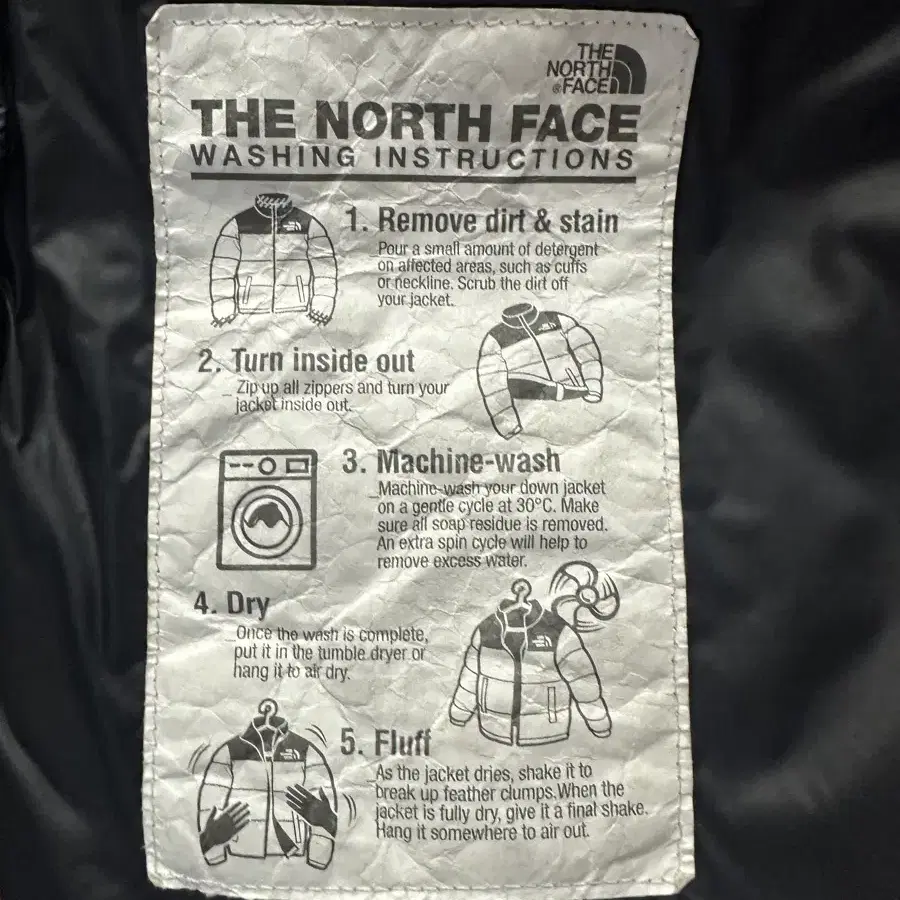 THE
NORTH
®FACE
THE NORTH FACE
WASHING INSTRUCTIONS
1. Remove dirt & stain
_Pour a small amount of detergent
on affected areas, such as cuffs
or neckline. Scrub the dirt off
your jacket.
2. Turn inside out
_Zip up all zippers and turn your
jacket inside out.
3. Machine-wash
_Machine-wash your down jacket
on a gentle cycle at 30°C. Make
sure all soap residue is removed.
An extra spin cycle will help to
remove excess water.
4. Dry
_Once the wash is complete,
put it in the tumble dryer or
hang it to air dry.
5. Fluff
_As the jacket dries, shake it to
break up feather clumps.When the
jacket is fully dry, give it a final shake.
Hang it somewhere to air out.